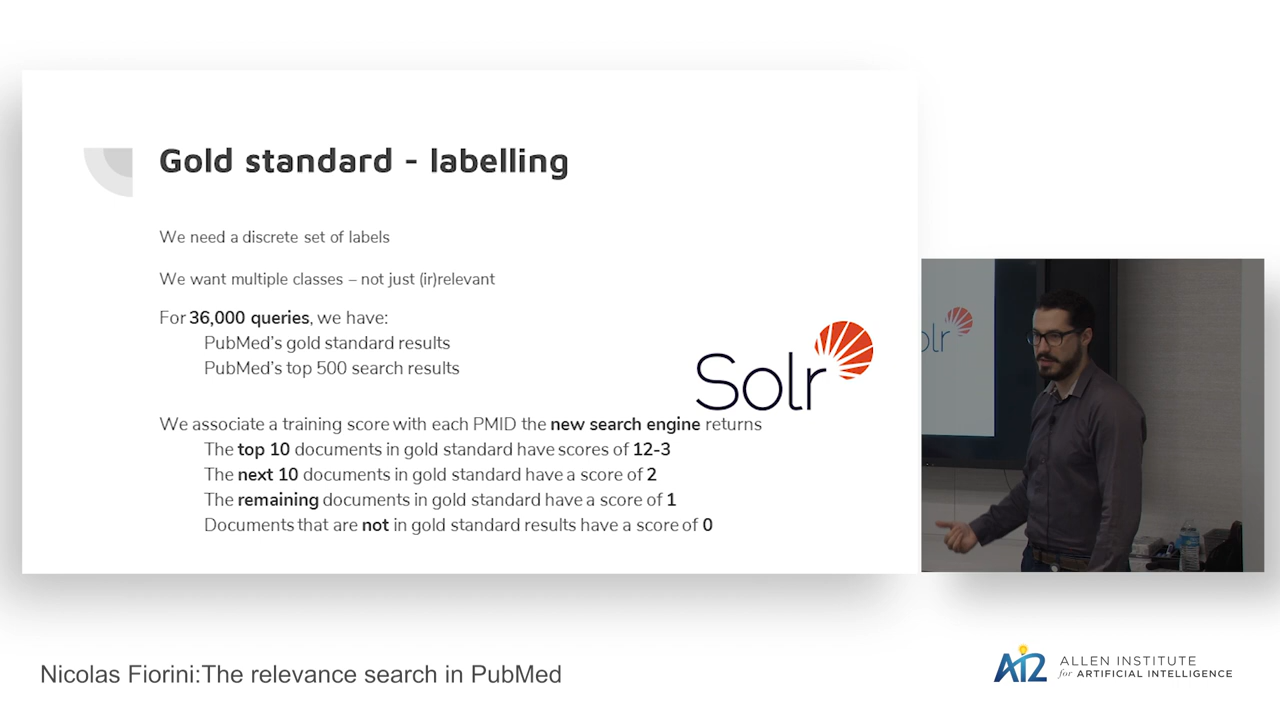 Gold standard - labelling
We need a discrete set of labels
We want multiple classes – not just (ir)relevant
For 36,000 queries, we have:
PubMed's gold standard results
PubMed's top 500 search results
Solr
We associate a training score with each PMID the new search engine returns
The top 10 documents in gold standard have scores of 12-3
The next 10 documents in gold standard have a score of 2
The remaining documents in gold standard have a score of 1
Documents that are not in gold standard results have a score of 0
olr
Nicolas Fiorini:The relevance search in PubMed
AI2
ALLEN INSTITUTE
for ARTIFICIAL INTELLIGENCE